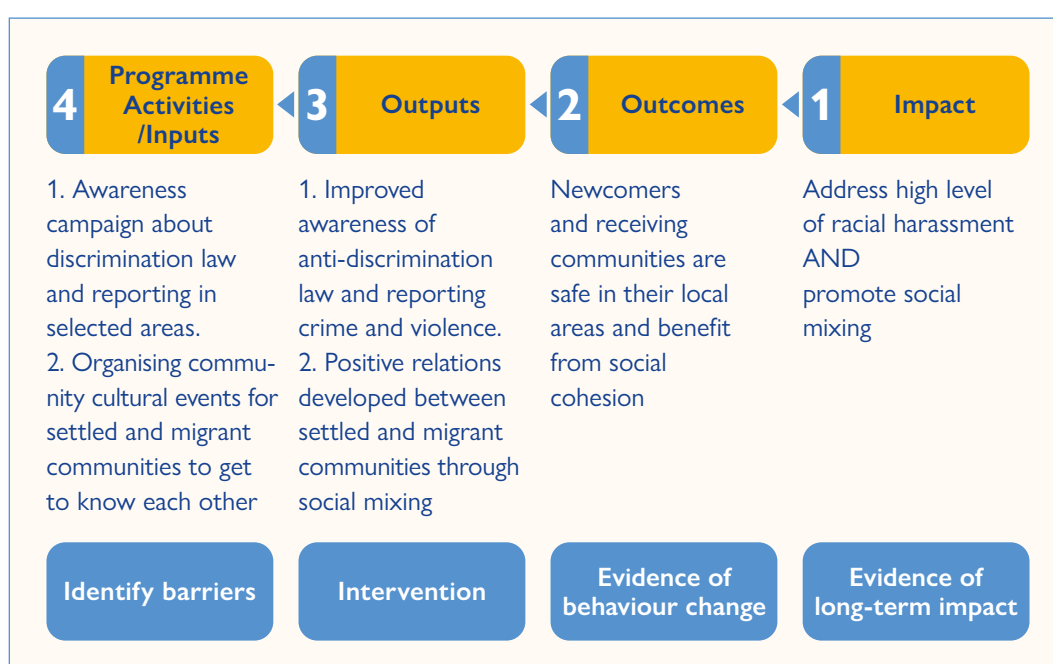 4
Programme
Activities
/Inputs
1. Awareness
campaign about
discrimination law
and reporting in
selected areas.
2. Organising commu-
nity cultural events for
settled and migrant
communities to get
to know each other
Identify barriers
3
Outputs
1. Improved
awareness of
anti-discrimination
law and reporting
crime and violence.
2. Positive relations
developed between
settled and migrant
communities through
social mixing
Intervention
2
Outcomes
Newcomers
and receiving
communities are
safe in their local
areas and benefit
from social
cohesion
Evidence of
behaviour change
1
Impact
Address high level
of racial harassment
AND
promote social
mixing
Evidence of
long-term impact